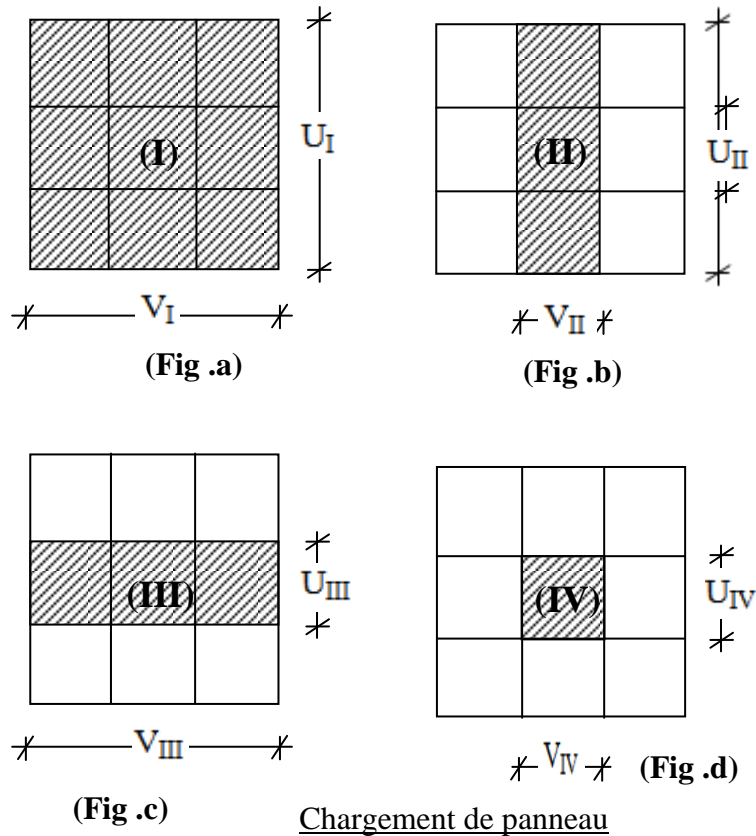 (I)
U_I
V_I
(Fig .a)
(II)
U_II
V_II
(Fig .b)
(III)
U_III
V_III
(Fig .c)
(IV)
U_IV
V_IV
(Fig .d)
Chargement de panneau